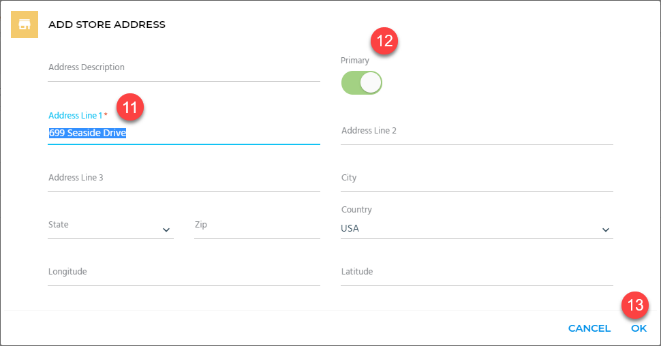 ADD STORE ADDRESS
12
Address Description
Primary
11
Address Line 1 *
699 Seaside Drive
Address Line 2
Address Line 3
City
State
Zip
Country
USA
Longitude
Latitude
13
CANCEL
OK